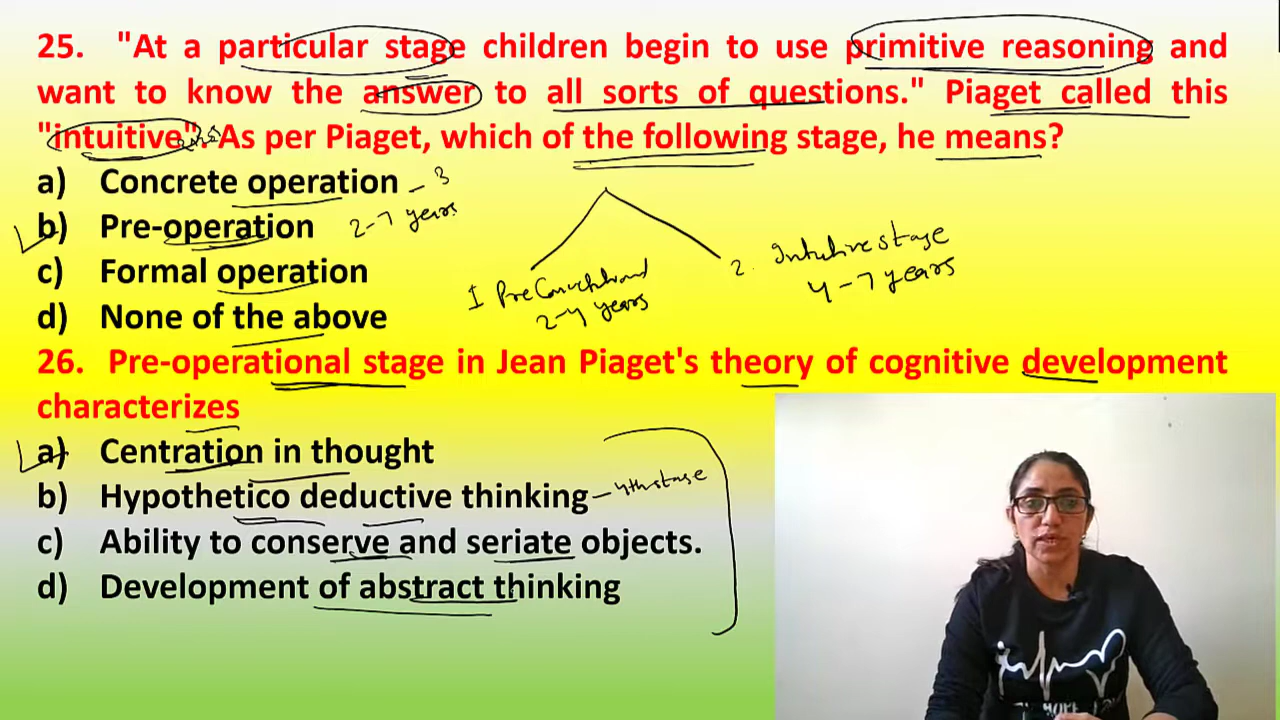 25. "At a particular stage children begin to use primitive reasoning and
want to know the answer to all sorts of questions." Piaget called this
"intuitive". As per Piaget, which of the following stage, he means?
a) Concrete operation - 3
b) Pre-operation 2-7 years
c) Formal operation
d) None of the above
1 Pre
2-4 years
2. Intuitive stage
4-7 years
26. Pre-operational stage in Jean Piaget's theory of cognitive development
characterizes
a) Centration in thought
b) Hypothetico deductive thinking - 4th stage
c) Ability to conserve and seriate objects.
d) Development of abstract thinking